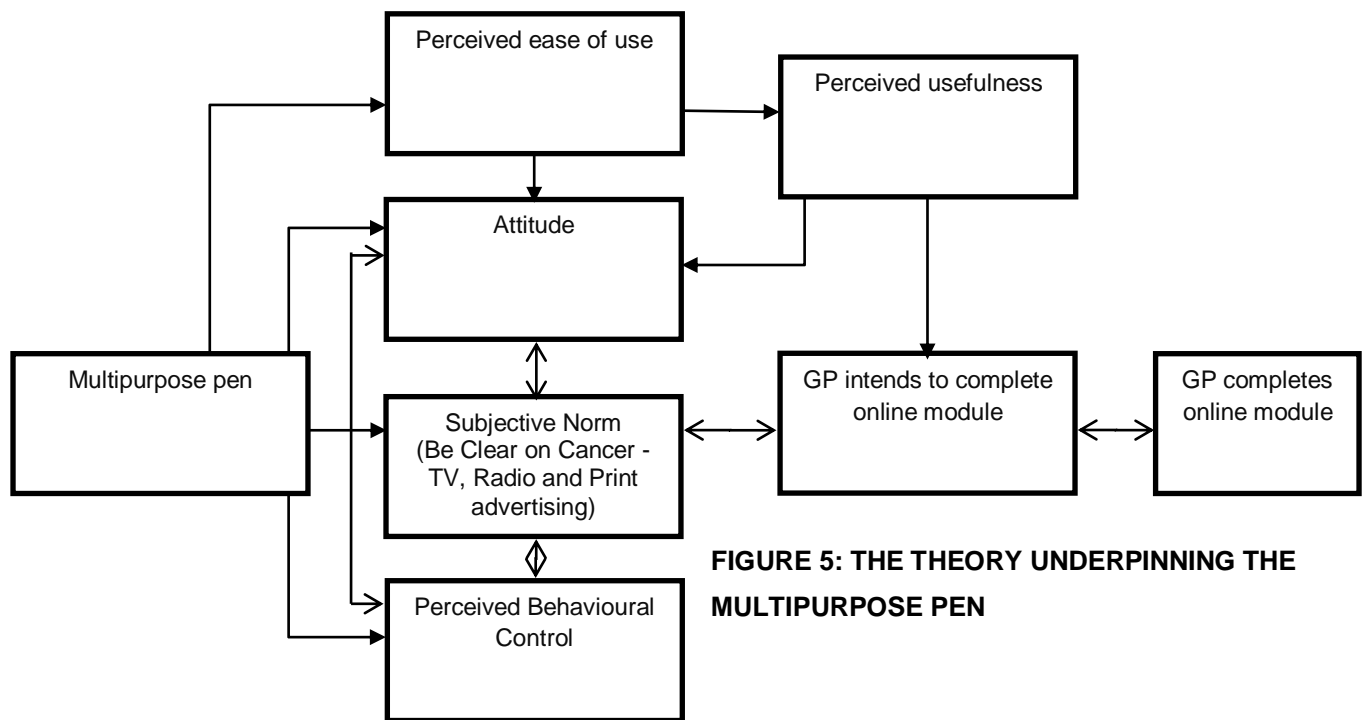 Perceived ease of use
Perceived usefulness
Attitude
Multipurpose pen
Subjective Norm
(Be Clear on Cancer -
TV, Radio and Print
advertising)
GP intends to complete
online module
GP completes
online module
Perceived Behavioural
Control
FIGURE 5: THE THEORY UNDERPINNING THE
MULTIPURPOSE PEN